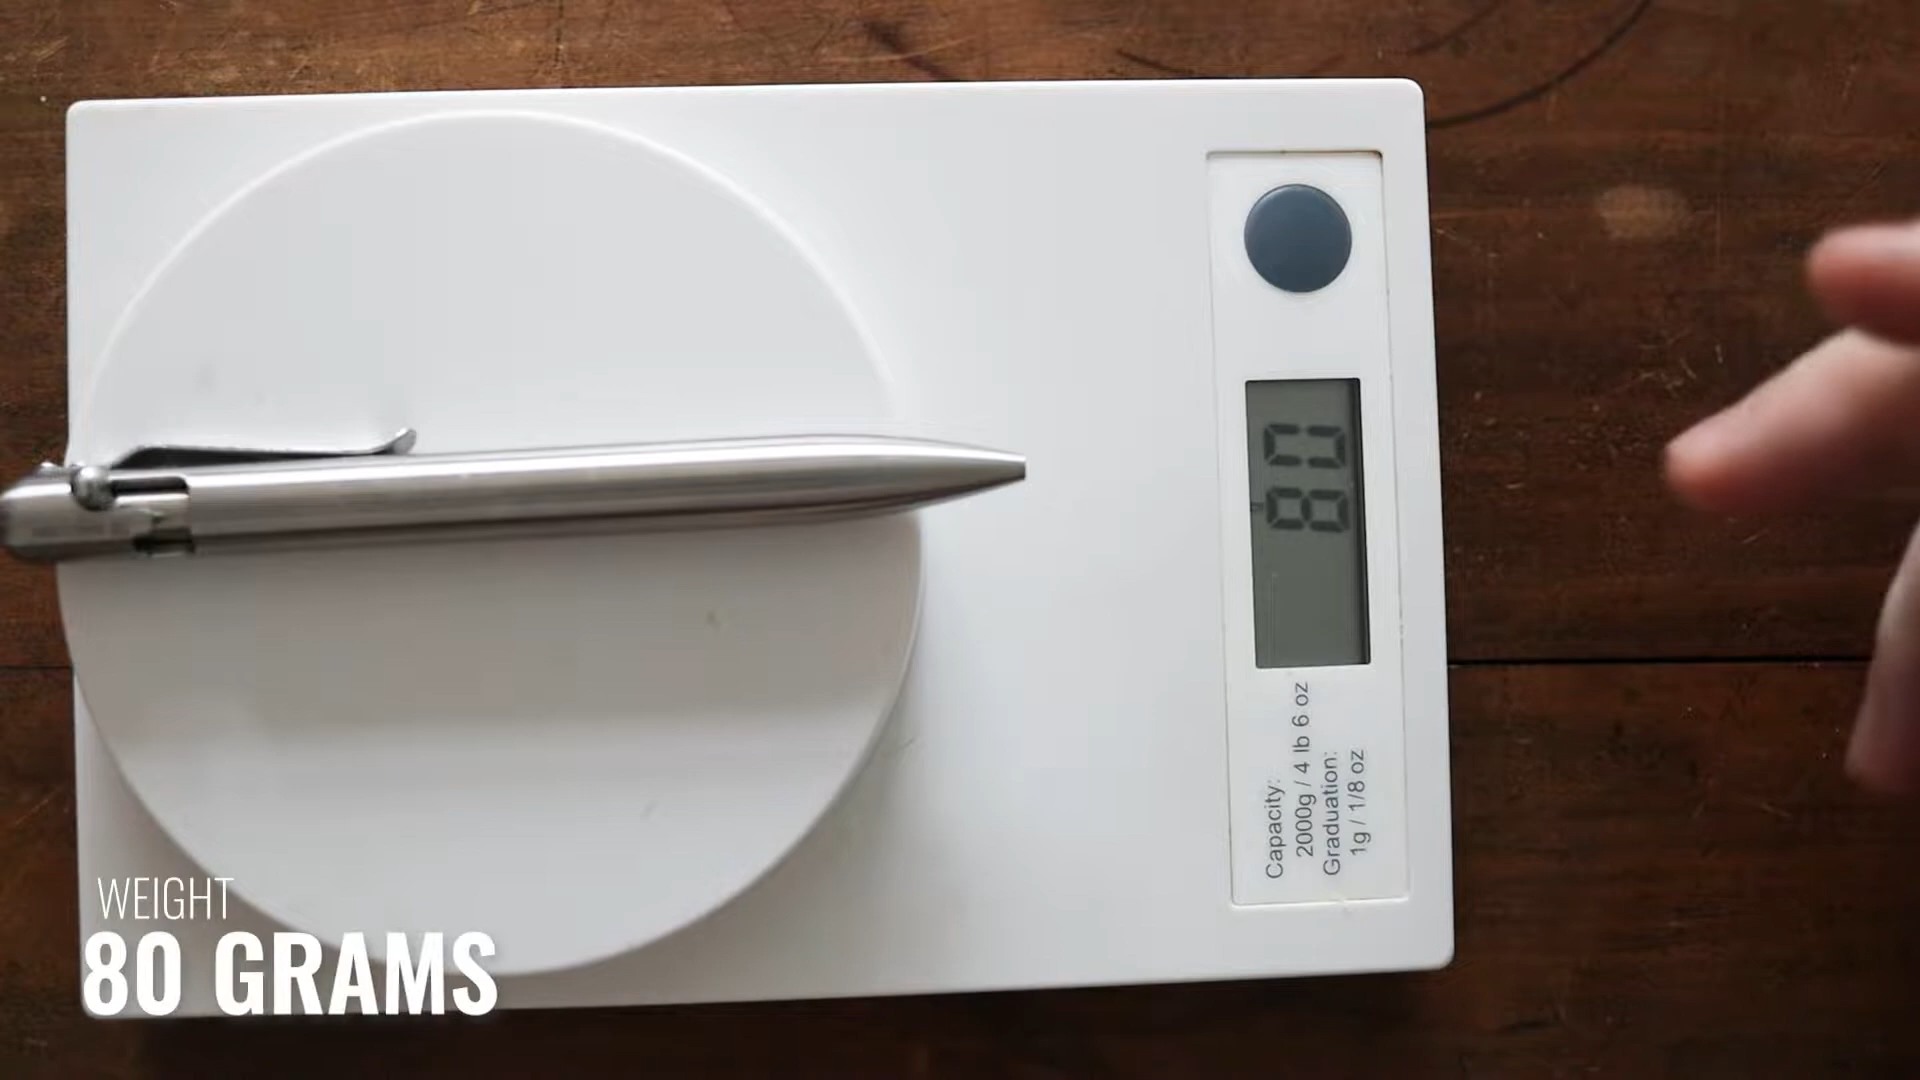 80
Capacity:
2000g / 4 lb 6 oz
Graduation:
1g / 1/8 oz
WEIGHT
80 GRAMS